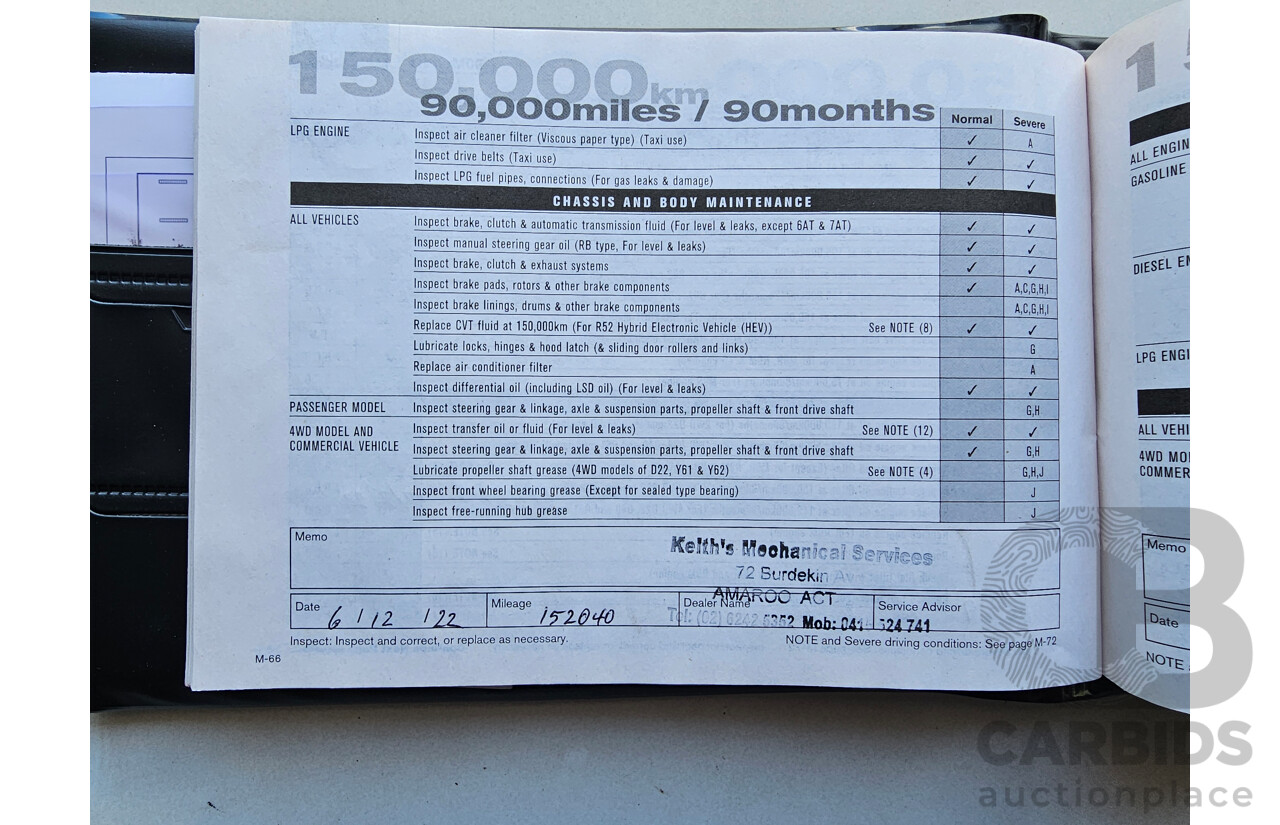 150,000km
90,000miles / 90months
Normal Severe
LPG ENGINE Inspect air cleaner filter (Viscous paper type) (Taxi use) ✓ A
Inspect drive belts (Taxi use) ✓ ✓
Inspect LPG fuel pipes, connections (For gas leaks & damage) ✓ ✓
CHASSIS AND BODY MAINTENANCE
ALL VEHICLES Inspect brake, clutch & automatic transmission fluid (For level & leaks, except 6AT & 7AT) ✓ ✓
Inspect manual steering gear oil (RB type, For level & leaks) ✓ ✓
Inspect brake, clutch & exhaust systems ✓ ✓
Inspect brake pads, rotors & other brake components ✓ A,C,G,H,I
Inspect brake linings, drums & other brake components A,C,G,H,I
Replace CVT fluid at 150,000km (For R52 Hybrid Electronic Vehicle (HEV)) See NOTE (8) ✓ ✓
Lubricate locks, hinges & hood latch (& sliding door rollers and links) G
Replace air conditioner filter A
Inspect differential oil (including LSD oil) (For level & leaks) ✓ ✓
PASSENGER MODEL Inspect steering gear & linkage, axle & suspension parts, propeller shaft & front drive shaft G,H
4WD MODEL AND Inspect transfer oil or fluid (For level & leaks) See NOTE (12) ✓ ✓
COMMERCIAL VEHICLE Inspect steering gear & linkage, axle & suspension parts, propeller shaft & front drive shaft ✓ G,H
Lubricate propeller shaft grease (4WD models of D22, Y61 & Y62) See NOTE (4) G,H,J
Inspect front wheel bearing grease (Except for sealed type bearing) J
Inspect free-running hub grease J
Memo
Keith's Mechanical Services
72 Burdekin Ave
AMAROO ACT
Date 6 / 12 / 22 Mileage 152040 Dealer Name Service Advisor
Tel: (02) 6242 Mob:
Inspect: Inspect and correct, or replace as necessary. NOTE and Severe driving conditions: See page M-72
M-66
ALL ENGIN
GASOLINE
DIESEL EN
LPG ENGI
ALL VEHI
4WD MO
COMMER
Memo
Date
NOTE
CARBIDS
auctionplace